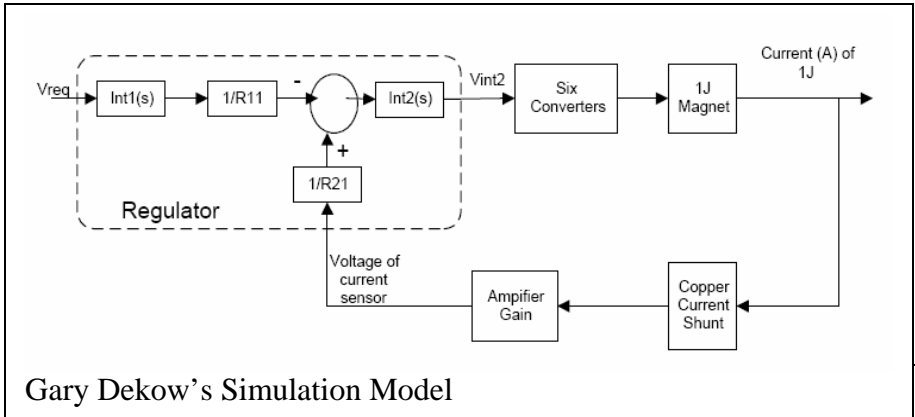 Vreq
Int1(s)
1/R11
-
+
Int2(s)
1/R21
Regulator
Vint2
Six
Converters
1J
Magnet
Current (A) of
1J
Voltage of
current
sensor
Ampifier
Gain
Copper
Current
Shunt
Gary Dekow's Simulation Model